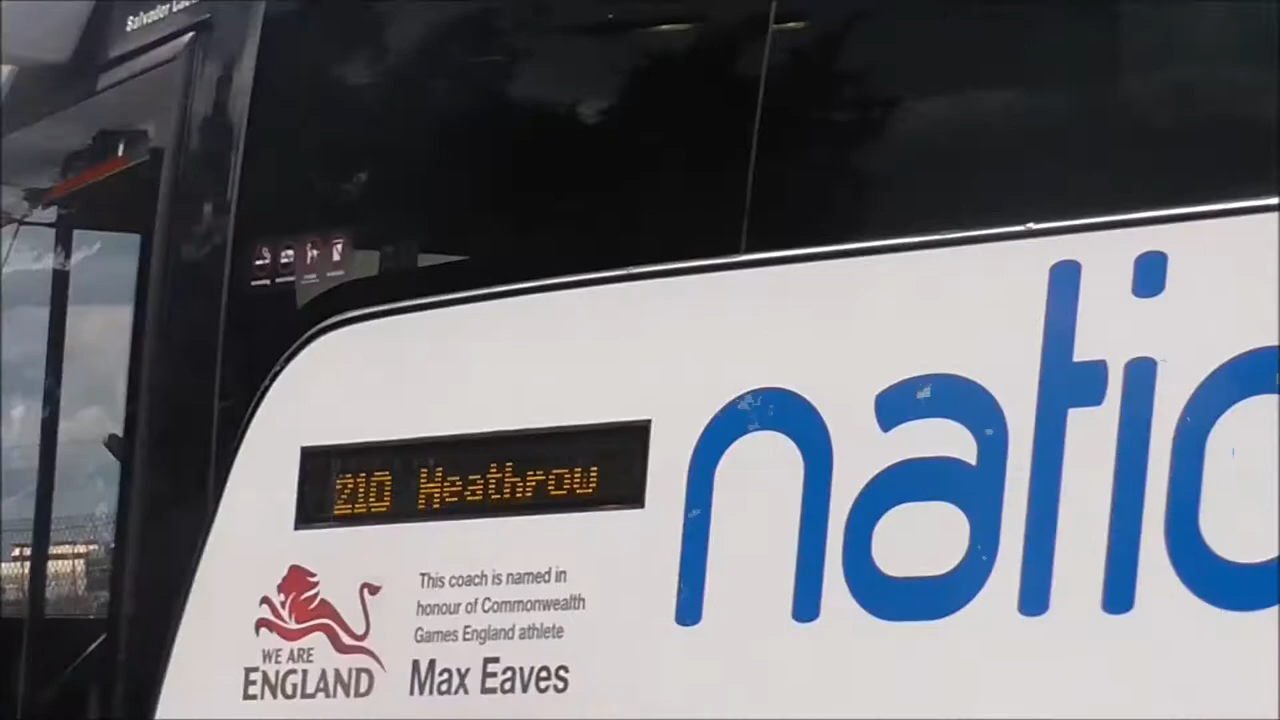 Salvador
210 Heathrow
natio
This coach is named in
honour of Commonwealth
Games England athlete
Max Eaves
WE ARE
ENGLAND